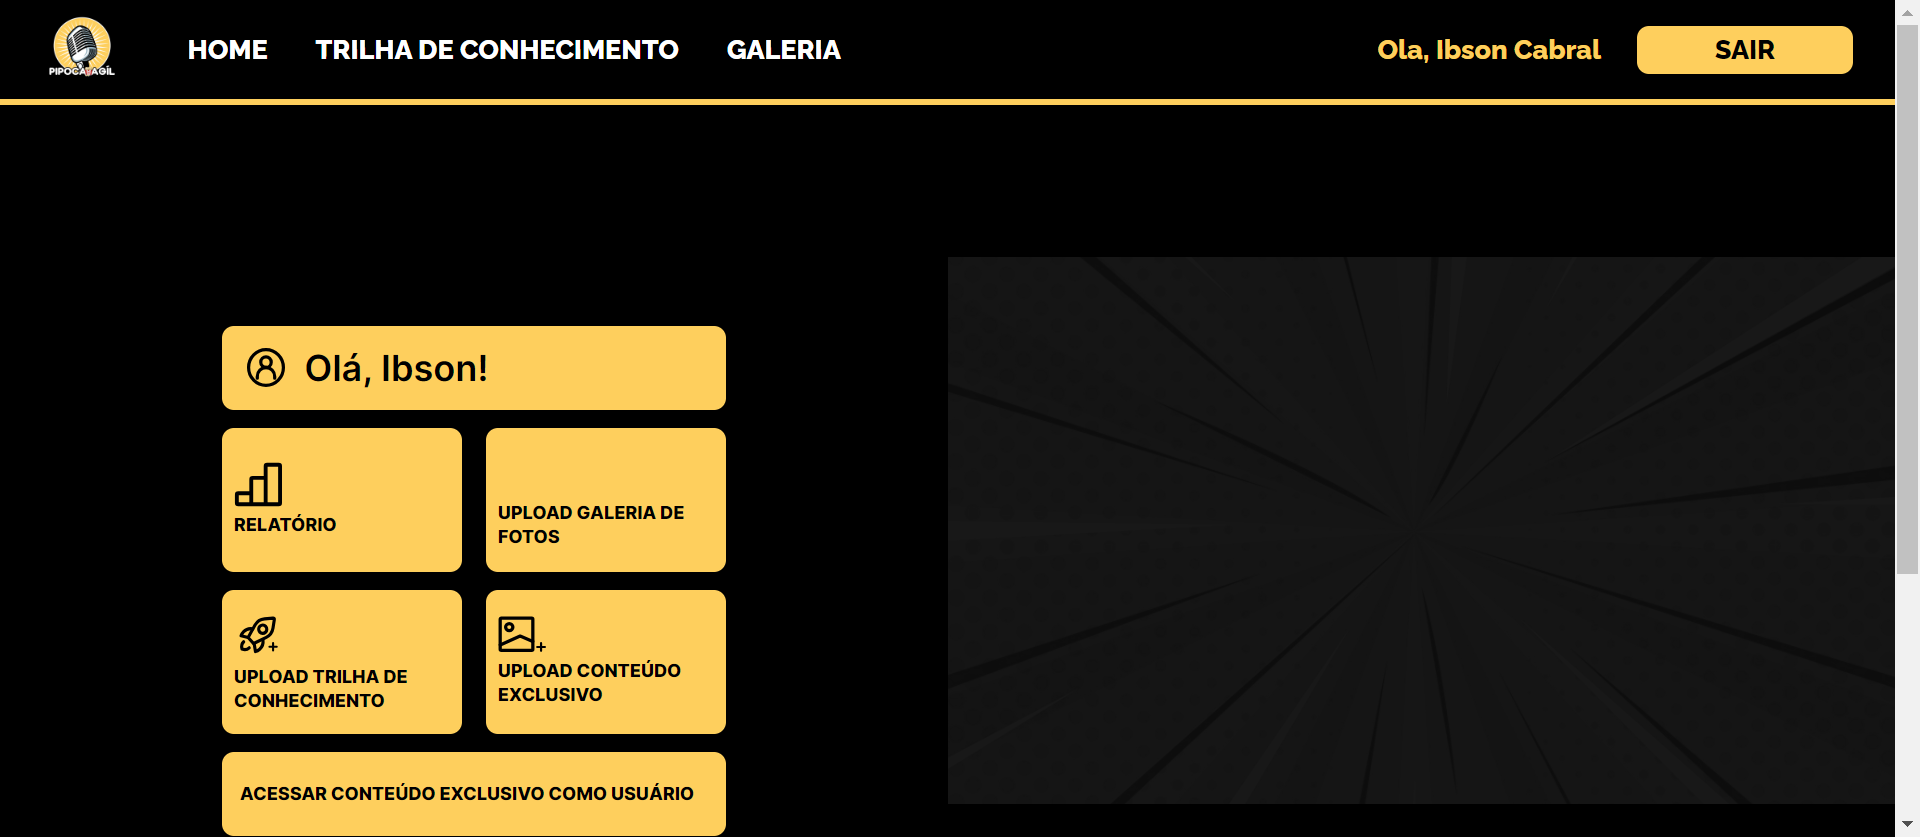 PIPOCA ÁGIL
HOME TRILHA DE CONHECIMENTO GALERIA Ola, Ibson Cabral SAIR
Olá, Ibson!
RELATÓRIO
UPLOAD GALERIA DE
FOTOS
UPLOAD TRILHA DE
CONHECIMENTO
UPLOAD CONTEÚDO
EXCLUSIVO
ACESSAR CONTEÚDO EXCLUSIVO COMO USUÁRIO